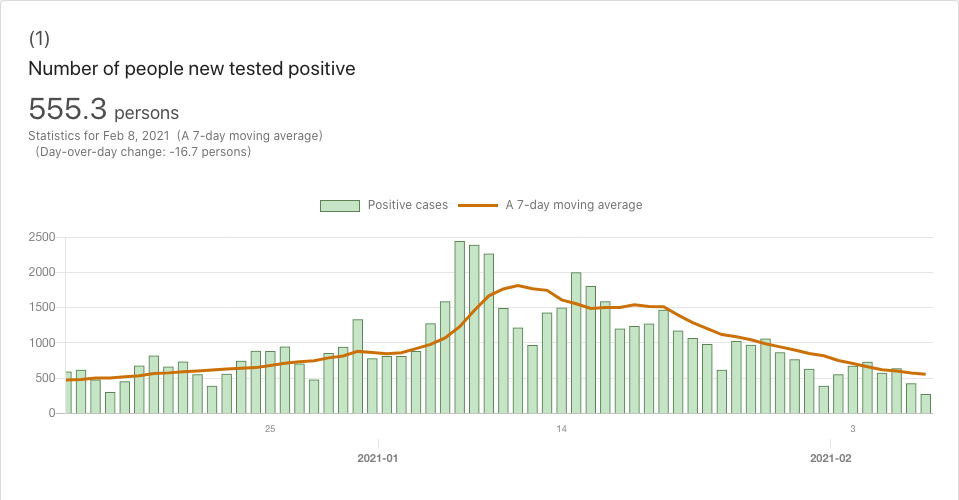 (1)
Number of people new tested positive
555.3 persons
Statistics for Feb 8, 2021 (A 7-day moving average)
(Day-over-day change: -16.7 persons)
Positive cases A 7-day moving average
2500
2000
1500
1000
500
0
25 14 3
2021-01 2021-02